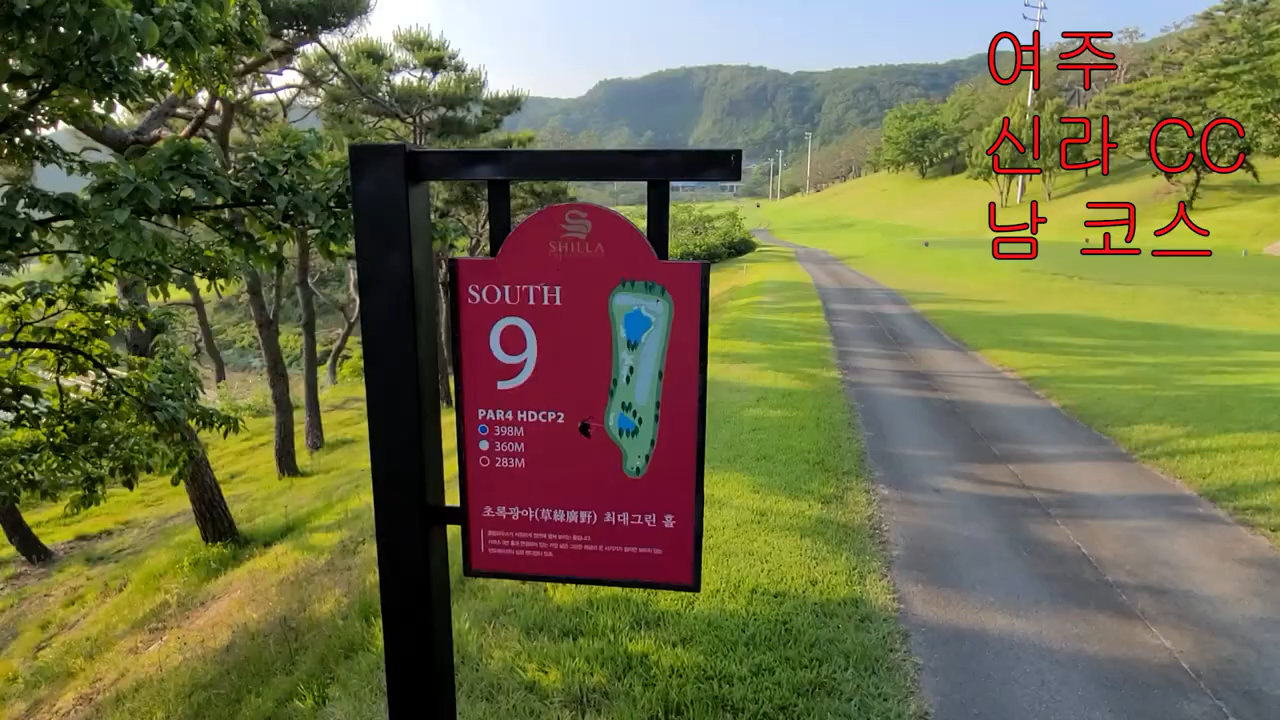 여주
신라 CC
남 코스
SHILLA
SOUTH
9
PAR4 HDCP2
398M
360M
283M
초록광야(草綠廣野) 최대그린 홀